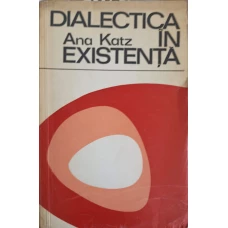 DIALECTICA
Ana Katz ÎN
EXISTENȚĂ